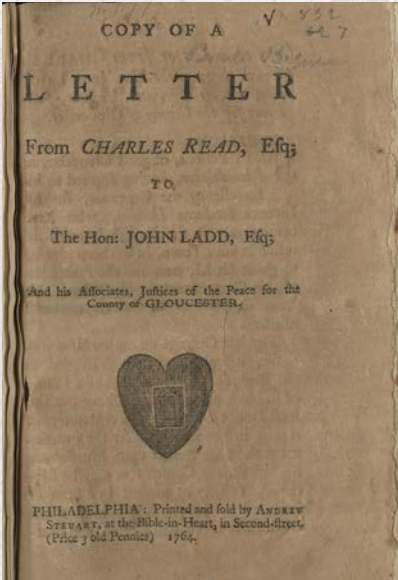 COPY OF A
832
627
LETTER
From CHARLES READ, Esq;
TO,
The Hon: JOHN LADD, Esq;
And his Associates, Justices of the Peace for the
County of GLOUCESTER.
PHILADELPHIA: Printed and sold by ANDREW
STEUART, at the Bible-in-Heart, in Second-street.
(Price 3 old Pennies) 1764.